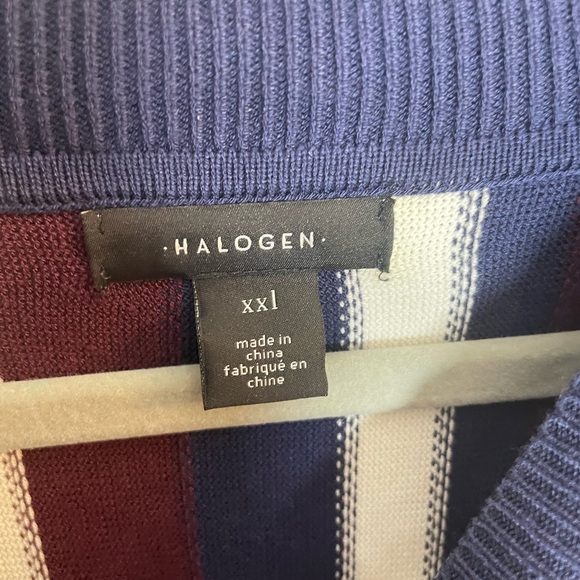 ·HALOGEN·
xxl
made in
china
fabriqué en
chine